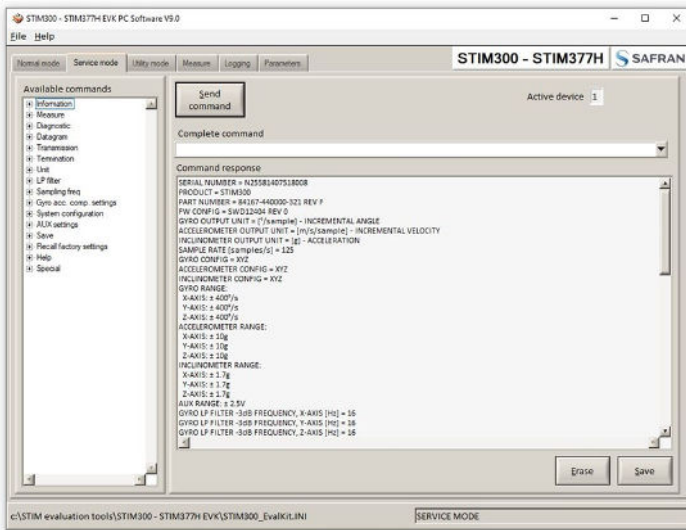 STIM300 - STIM377H EVK PC Software V9.0
File Help
Normal mode Service mode Utility mode Measure Logging Parameters
STIM300 - STIM377H SAFRAN
Available commands
Information
Measure
Diagnostic
Datagram
Transmission
Termination
Unit
LP filter
Sampling freq
Gyro acc. comp. settings
System configuration
AUX settings
Save
Recall factory settings
Help
Special
Send command
Active device 1
Complete command
Command response
SERIAL NUMBER = N25581407518008
PRODUCT = STIM300
PART NUMBER = 84167-440000-321 REV F
FW CONFIG = SWD12404 REV 0
GYRO OUTPUT UNIT = [°/sample] - INCREMENTAL ANGLE
ACCELEROMETER OUTPUT UNIT = [m/s/sample] - INCREMENTAL VELOCITY
INCLINOMETER OUTPUT UNIT = [g] - ACCELERATION
SAMPLE RATE [samples/s] = 125
GYRO CONFIG = XYZ
ACCELEROMETER CONFIG = XYZ
INCLINOMETER CONFIG = XYZ
GYRO RANGE:
X-AXIS: ± 400°/s
Y-AXIS: ± 400°/s
Z-AXIS: ± 400°/s
ACCELEROMETER RANGE:
X-AXIS: ± 10g
Y-AXIS: ± 10g
Z-AXIS: ± 10g
INCLINOMETER RANGE:
X-AXIS: ± 1.7g
Y-AXIS: ± 1.7g
Z-AXIS: ± 1.7g
AUX RANGE: ± 2.5V
GYRO LP FILTER -3dB FREQUENCY, X-AXIS [Hz] = 16
GYRO LP FILTER -3dB FREQUENCY, Y-AXIS [Hz] = 16
GYRO LP FILTER -3dB FREQUENCY, Z-AXIS [Hz] = 16
Erase Save
c:\STIM evaluation tools\STIM300 - STIM377H EVK\STIM300_EvalKit.INI SERVICE MODE